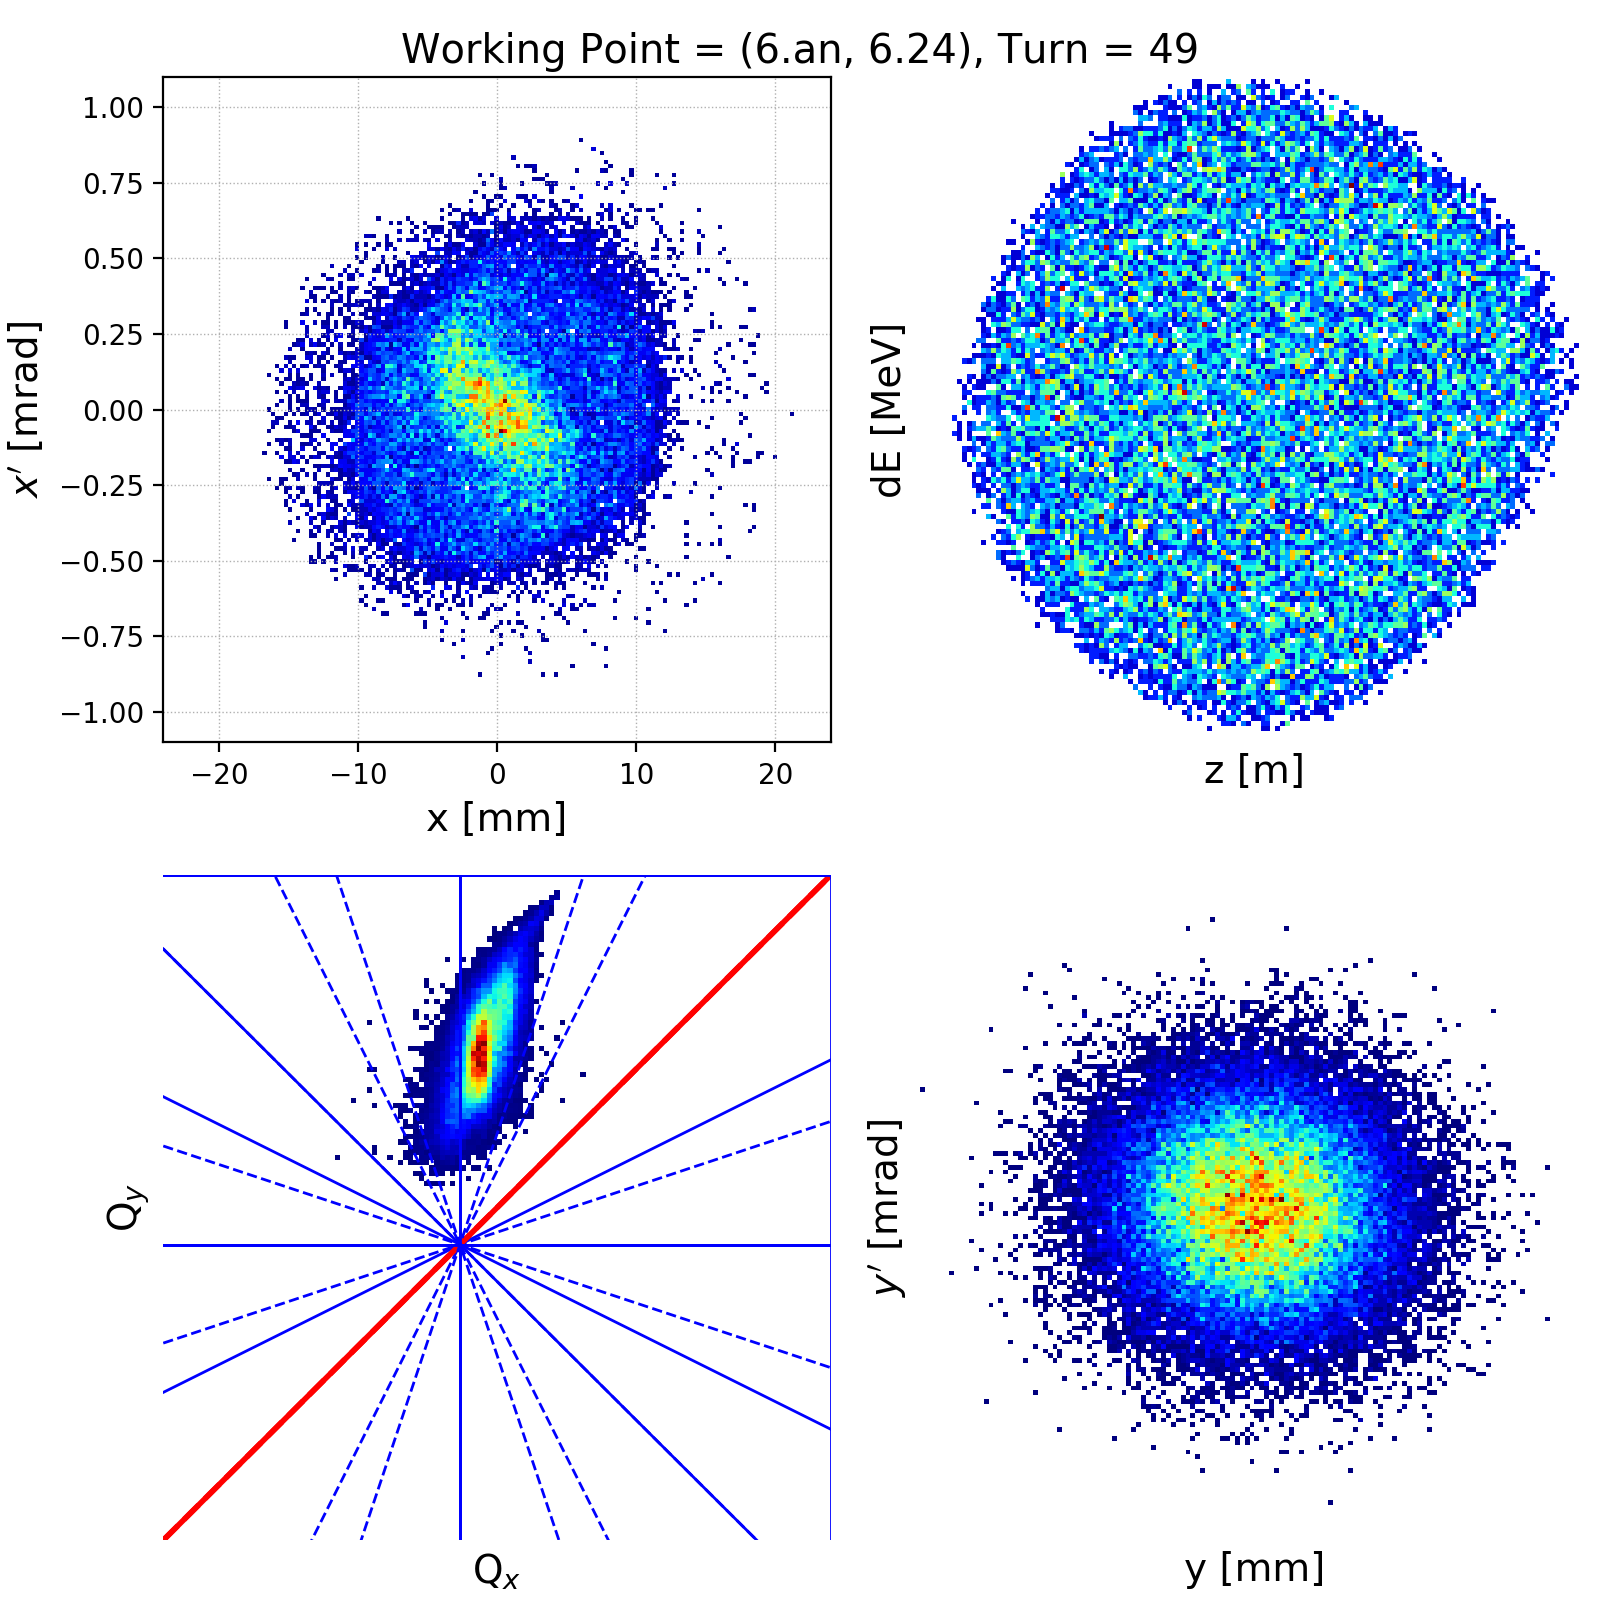 Working Point = (6.an, 6.24), Turn = 49
1.00
0.75
0.50
0.25
0.00
−0.25
−0.50
−0.75
−1.00
x′ [mrad]
−20 −10 0 10 20
x [mm]
dE [MeV]
z [m]
Qy
Qx
y′ [mrad]
y [mm]